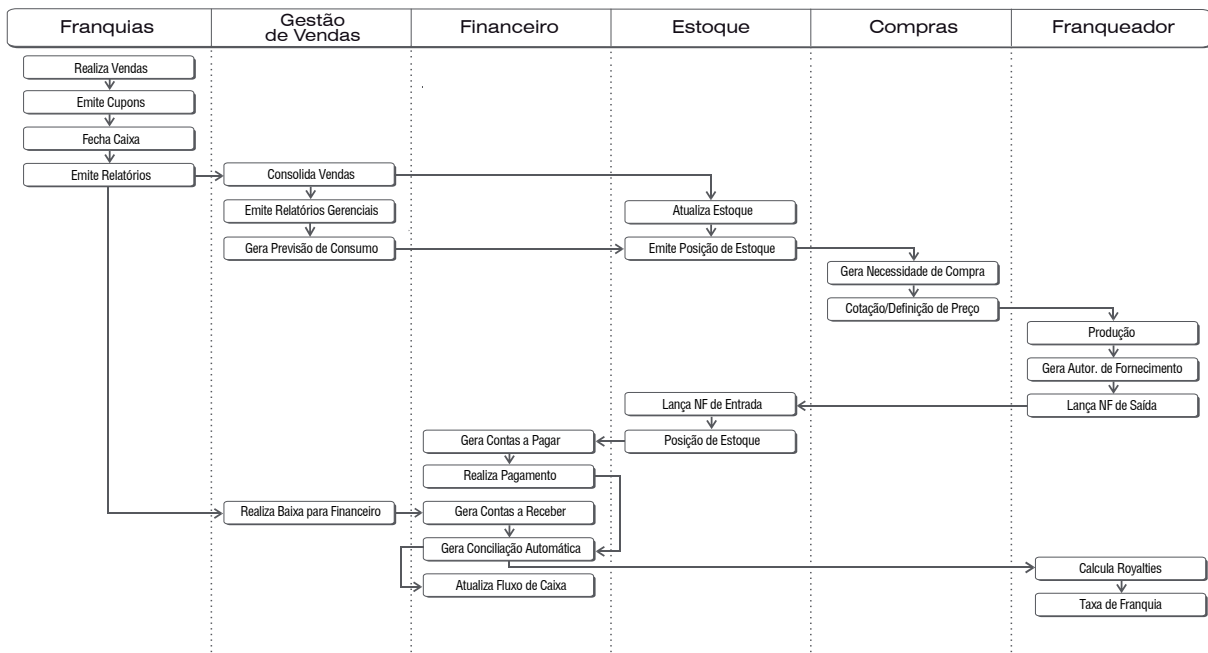 Franquias
Gestão
de Vendas
Financeiro
Estoque
Compras
Franqueador
Realiza Vendas
Emite Cupons
Fecha Caixa
Emite Relatórios
Consolida Vendas
Emite Relatórios Gerenciais
Atualiza Estoque
Gera Previsão de Consumo
Emite Posição de Estoque
Gera Necessidade de Compra
Cotação/Definição de Preço
Produção
Gera Autor. de Fornecimento
Lança NF de Entrada
Lança NF de Saída
Gera Contas a Pagar
Posição de Estoque
Realiza Pagamento
Realiza Baixa para Financeiro
Gera Contas a Receber
Gera Conciliação Automática
Calcula Royalties
Atualiza Fluxo de Caixa
Taxa de Franquia